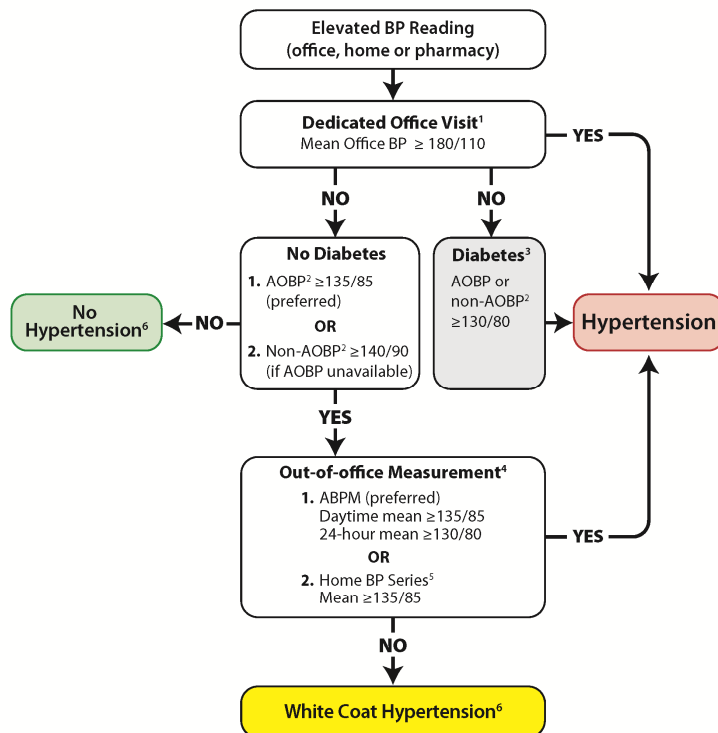 Elevated BP Reading
(office, home or pharmacy)
Dedicated Office Visit¹
Mean Office BP ≥ 180/110
YES
NO
NO
No Diabetes
1. AOBP² ≥135/85
(preferred)
OR
2. Non-AOBP² ≥140/90
(if AOBP unavailable)
Diabetes³
AOBP or
non-AOBP²
≥130/80
No
Hypertension⁶
NO
Hypertension
YES
Out-of-office Measurement⁴
1. ABPM (preferred)
Daytime mean ≥135/85
24-hour mean ≥130/80
OR
2. Home BP Series⁵
Mean ≥135/85
YES
NO
White Coat Hypertension⁶